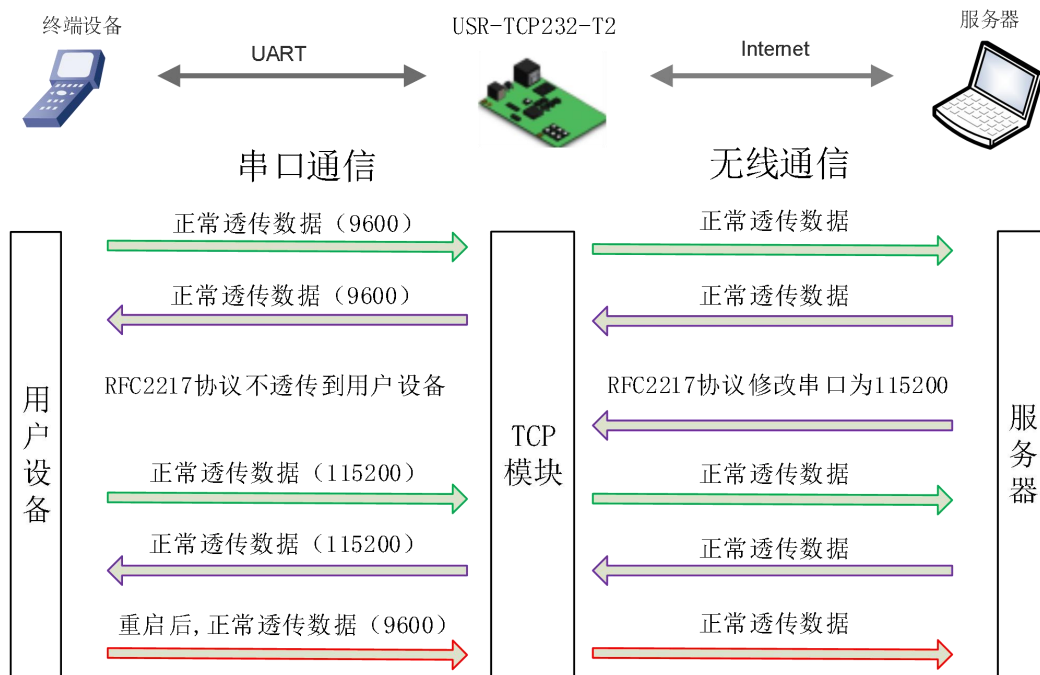 终端设备
USR-TCP232-T2
服务器
UART
Internet
串口通信
无线通信
正常透传数据（9600）
正常透传数据
正常透传数据（9600）
正常透传数据
RFC2217协议不透传到用户设备
RFC2217协议修改串口为115200
用户设备
TCP
模块
服务器
正常透传数据（115200）
正常透传数据
正常透传数据（115200）
正常透传数据
重启后,正常透传数据（9600）
正常透传数据